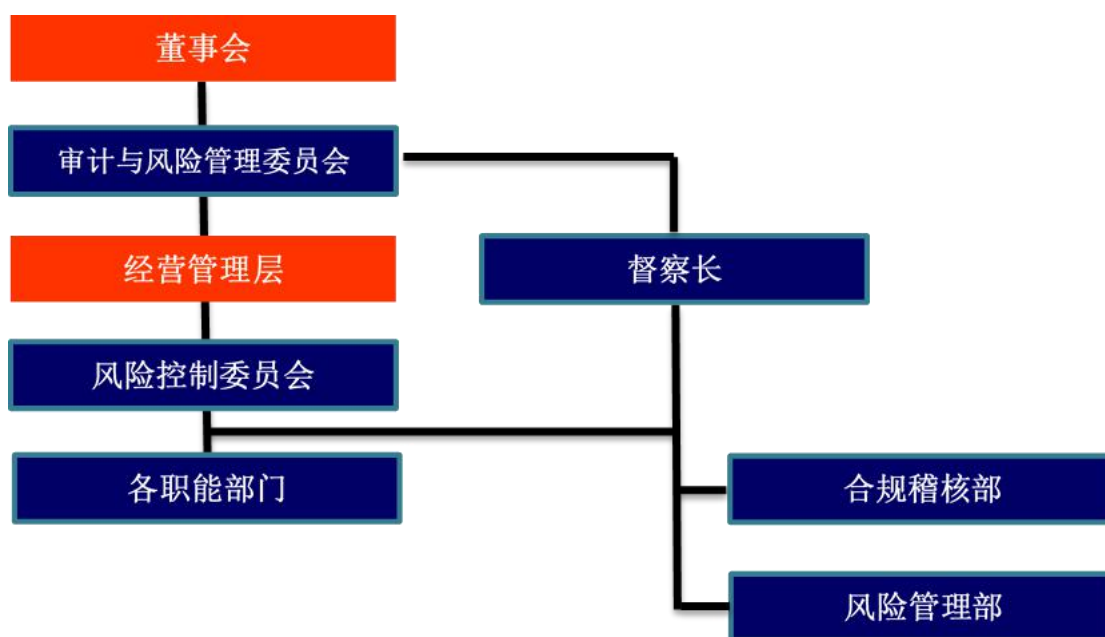 董事会
审计与风险管理委员会
经营管理层
督察长
风险控制委员会
各职能部门
合规稽核部
风险管理部